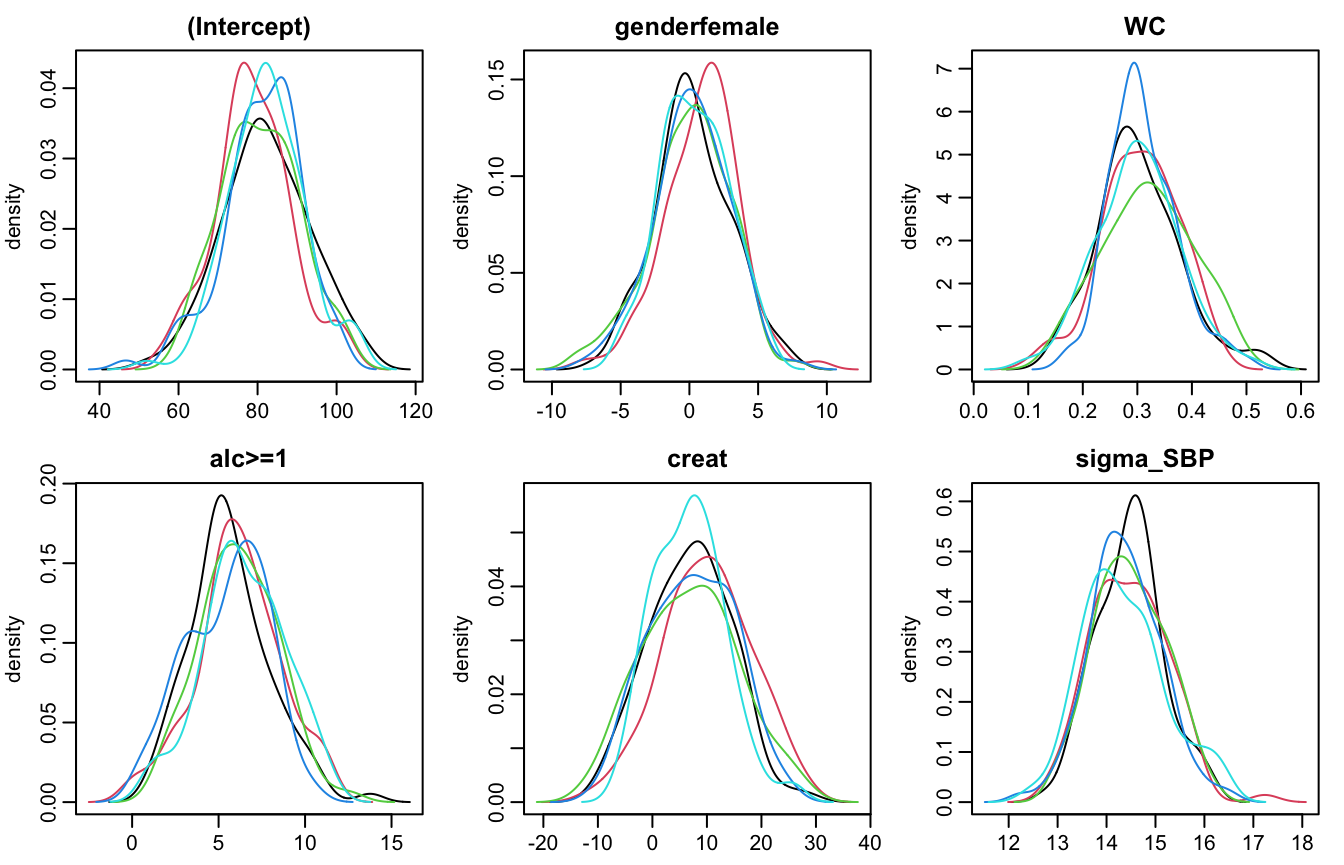 (Intercept)
density
0.00 0.01 0.02 0.03 0.04
40 60 80 100 120
genderfemale
density
0.00 0.05 0.10 0.15
-10 -5 0 5 10
WC
density
0 1 2 3 4 5 6 7
0.0 0.1 0.2 0.3 0.4 0.5 0.6
alc>=1
density
0.00 0.05 0.10 0.15 0.20
0 5 10 15
creat
density
0.00 0.02 0.04
-20 -10 0 10 20 30 40
sigma_SBP
density
0.0 0.1 0.2 0.3 0.4 0.5 0.6
12 13 14 15 16 17 18